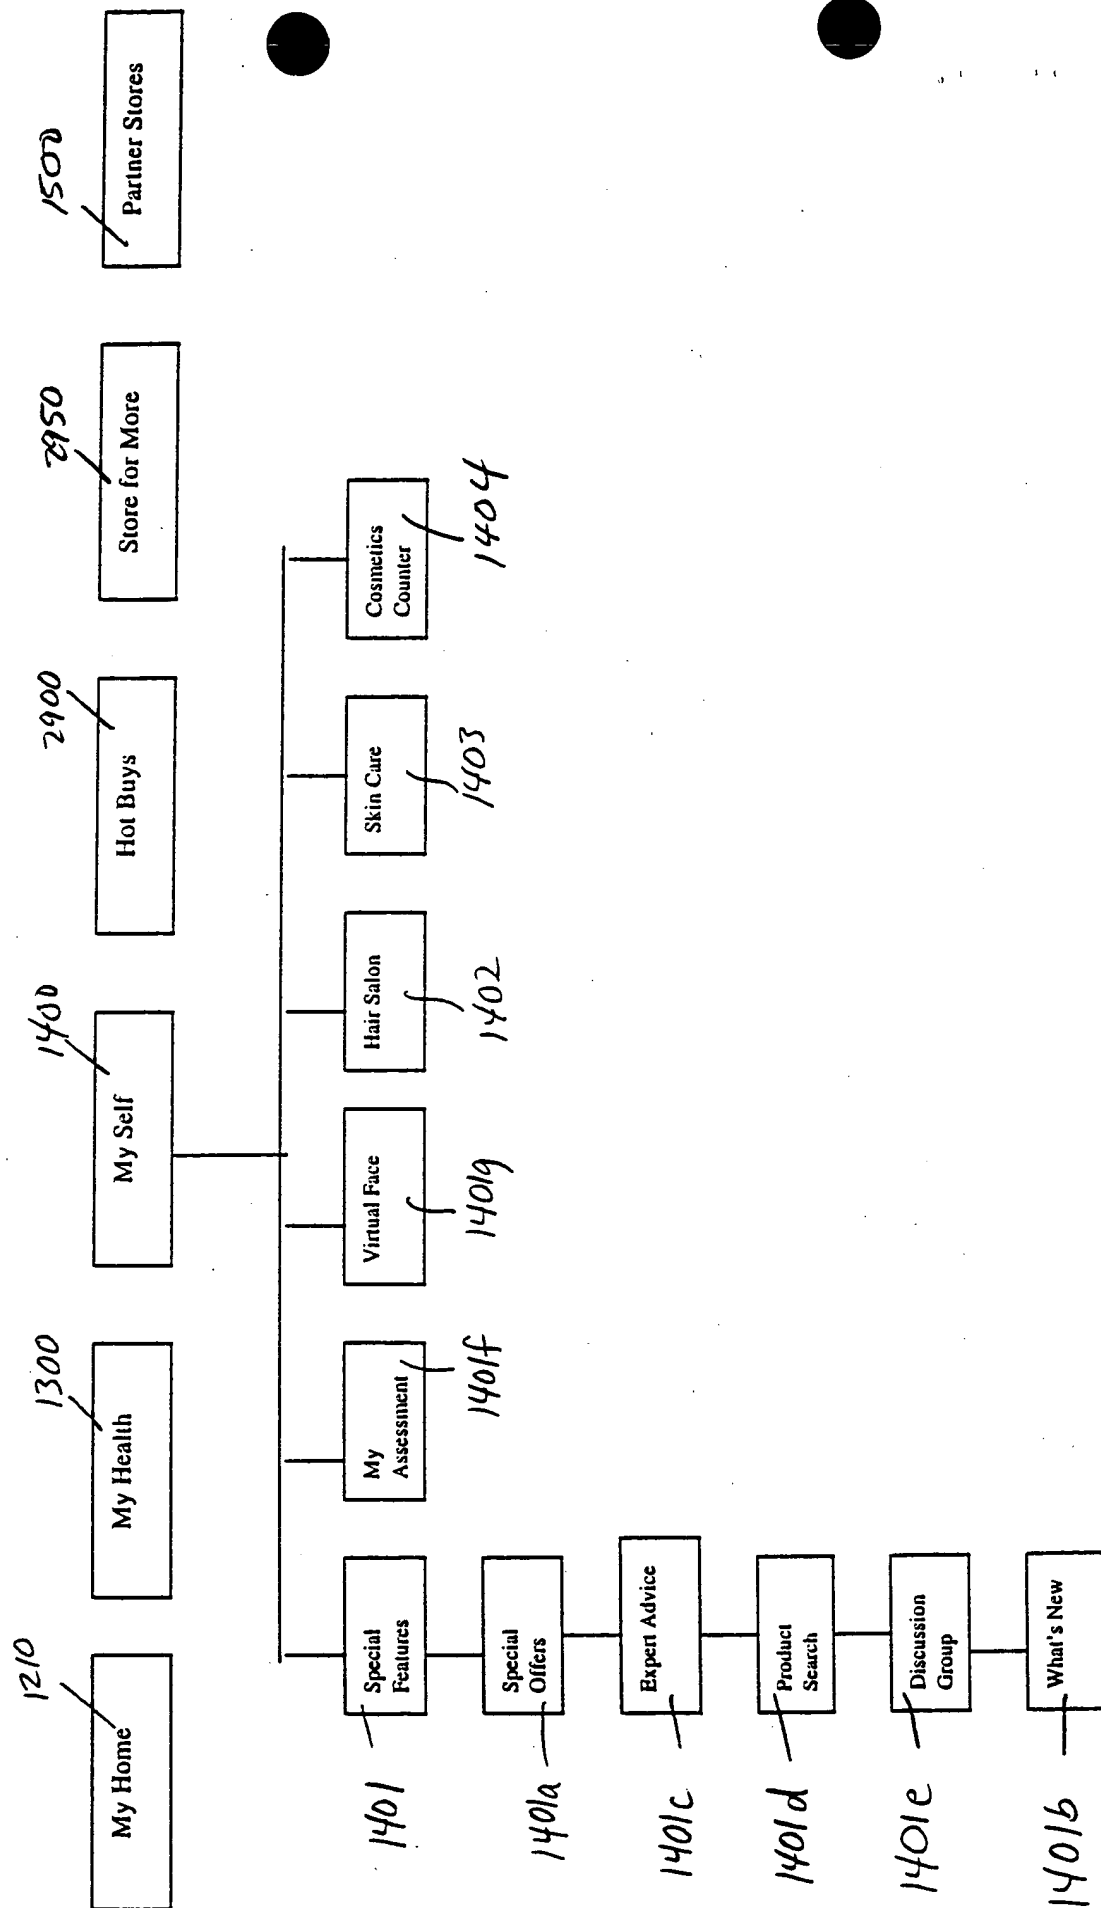 1210
My Home
1300
My Health
1400
My Self
2900
Hot Buys
2950
Store for More
1500
Partner Stores
Special
Features
1401
My
Assessment
1401f
Virtual Face
1401g
Hair Salon
1402
Skin Care
1403
Cosmetics
Counter
1404
Special
Offers
1401a
Expert Advice
1401c
Product
Search
1401d
Discussion
Group
1401e
What's New
1401b